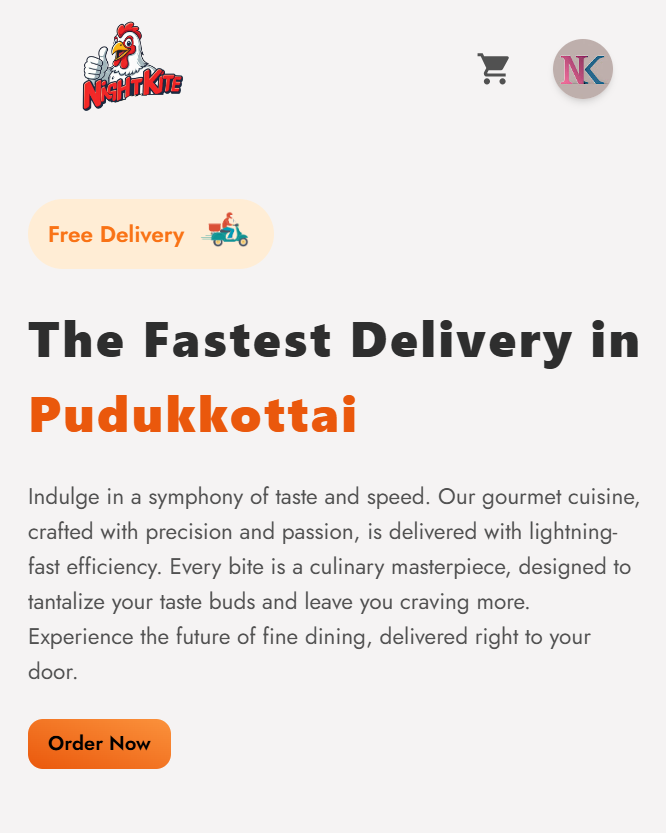 NIGHTKITE
NK
Free Delivery
The Fastest Delivery in
Pudukkottai
Indulge in a symphony of taste and speed. Our gourmet cuisine,
crafted with precision and passion, is delivered with lightning-
fast efficiency. Every bite is a culinary masterpiece, designed to
tantalize your taste buds and leave you craving more.
Experience the future of fine dining, delivered right to your
door.
Order Now